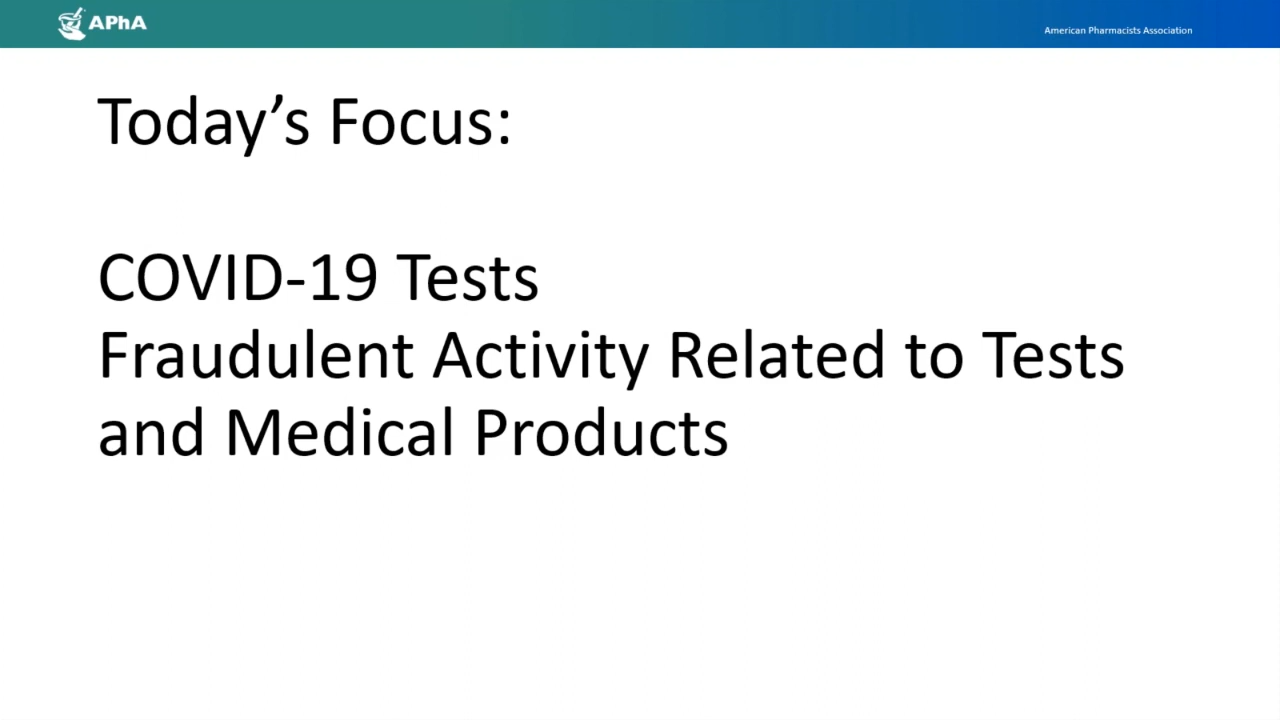 APhA
American Pharmacists Association
Today’s Focus:
COVID-19 Tests
Fraudulent Activity Related to Tests
and Medical Products